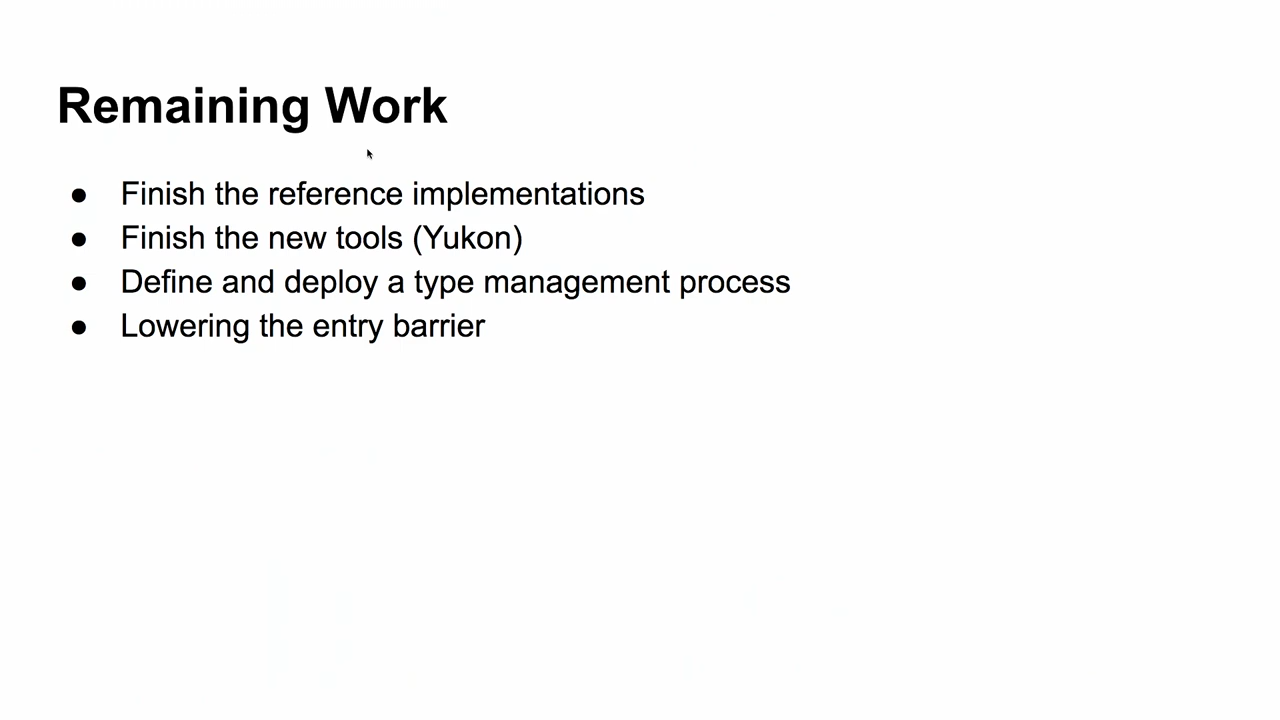 Remaining Work
● Finish the reference implementations
● Finish the new tools (Yukon)
● Define and deploy a type management process
● Lowering the entry barrier